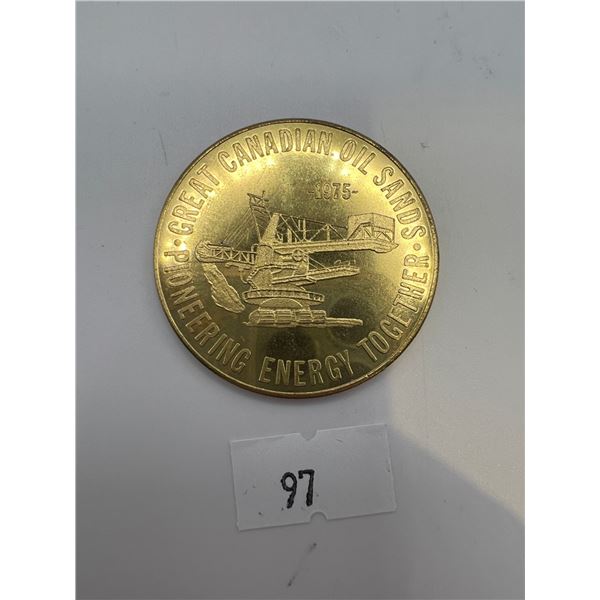 ·GREAT CANADIAN OIL SANDS·
-1975-
PIONEERING ENERGY TOGETHER
97